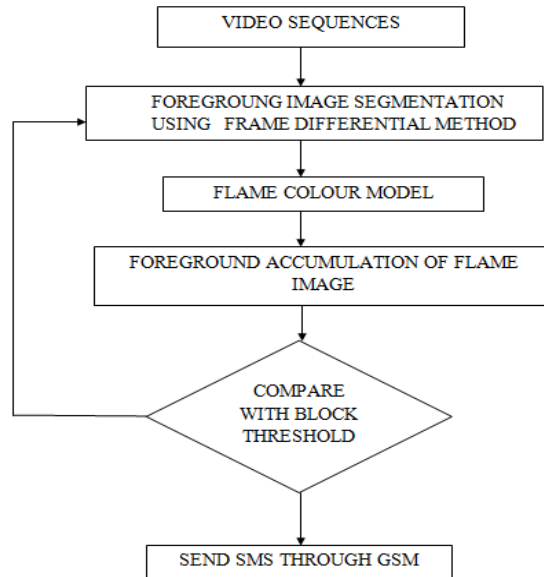 VIDEO SEQUENCES
FOREGROUNG IMAGE SEGMENTATION
USING FRAME DIFFERENTIAL METHOD
FLAME COLOUR MODEL
FOREGROUND ACCUMULATION OF FLAME
IMAGE
COMPARE
WITH BLOCK
THRESHOLD
SEND SMS THROUGH GSM